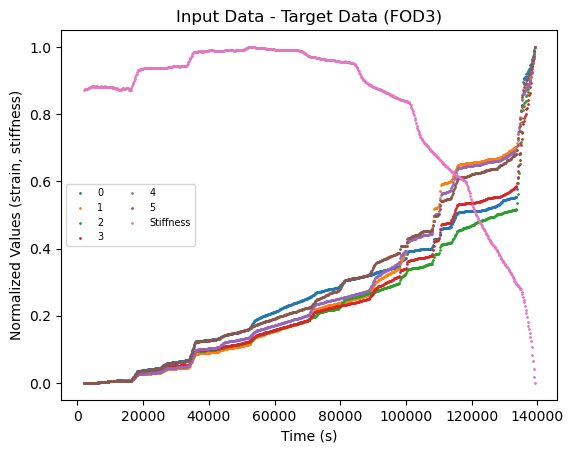 Input Data - Target Data (FOD3)
Normalized Values (strain, stiffness)
1.0
0.8
0.6
0.4
0.2
0.0
0 4
1 5
2 Stiffness
3
0 20000 40000 60000 80000 100000 120000 140000
Time (s)